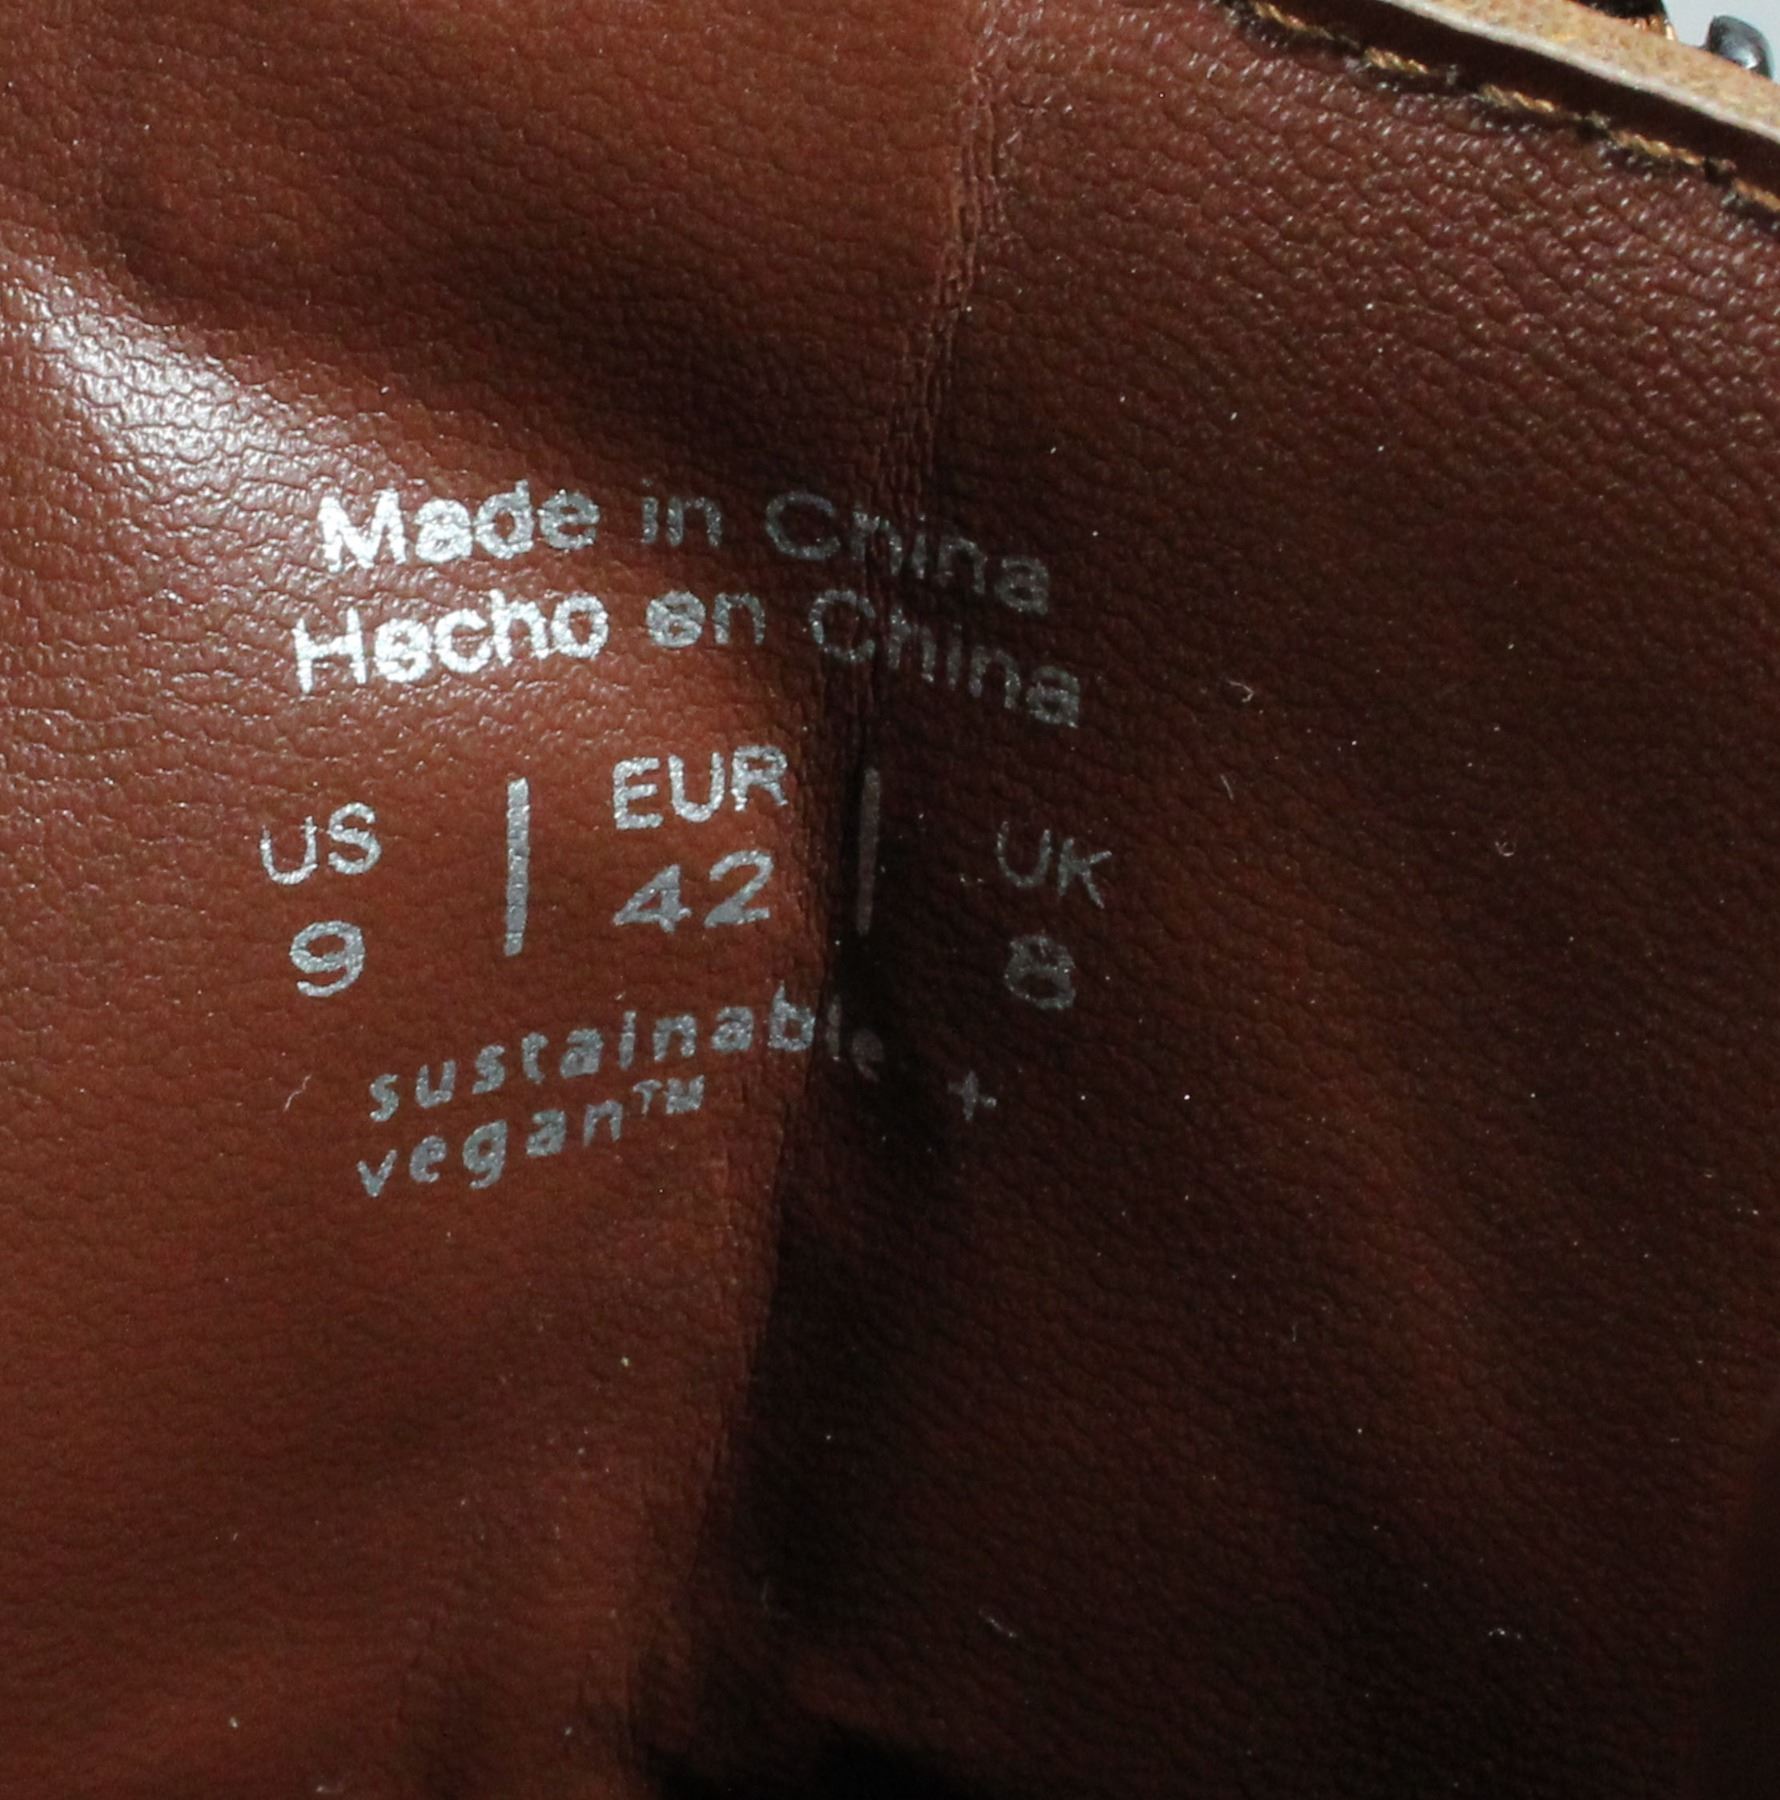 Made in China
Hecho en China
US | EUR | UK
9 | 42 | 8
sustainable +
vegan™